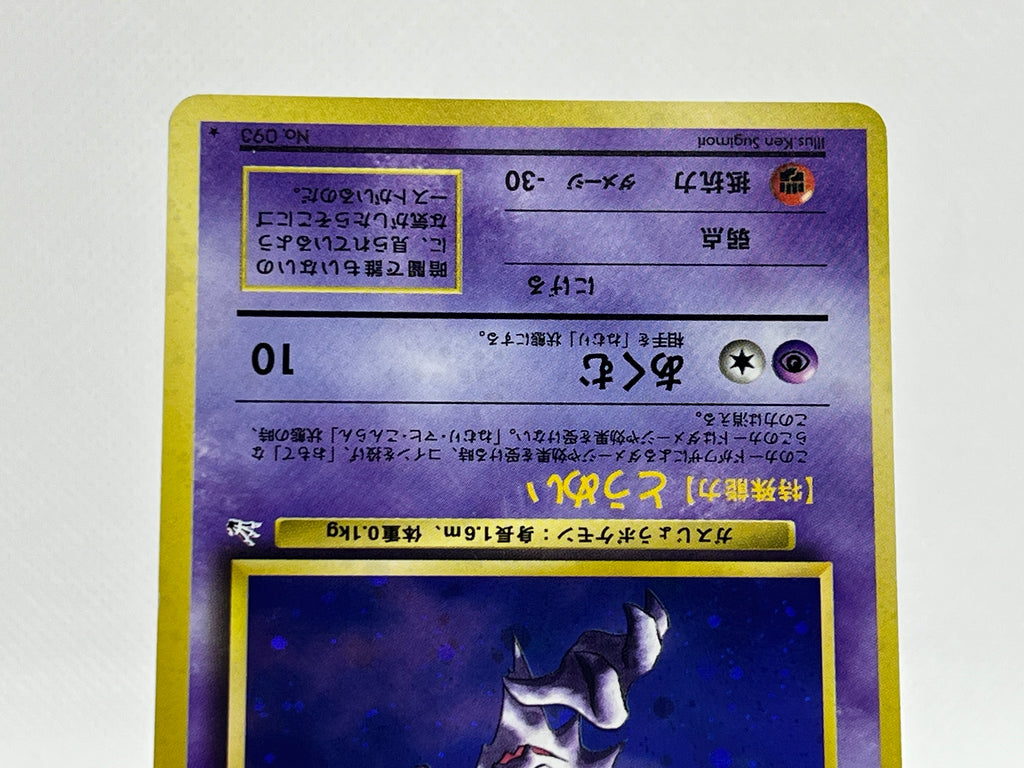 ガスじょうポケモン：身長1.6m、体重0.1kg
【特殊能力】 とうめい
このカードがワザによるダメージや効果を受ける時、コインを投げ、「おもて」な
らこのカードはダメージや効果を受けない。「ねむり・マヒ・こんらん」状態の時、
この力は消える。
あくむ 10
相手を「ねむり」状態にする。
にげる
弱点
抵抗力 ダメージ -30
暗闇で誰もいないの
に、見られているよう
な気がしたらそこにゴ
ーストがいるのだ。
Illus.Ken Sugimori No. 093 ★